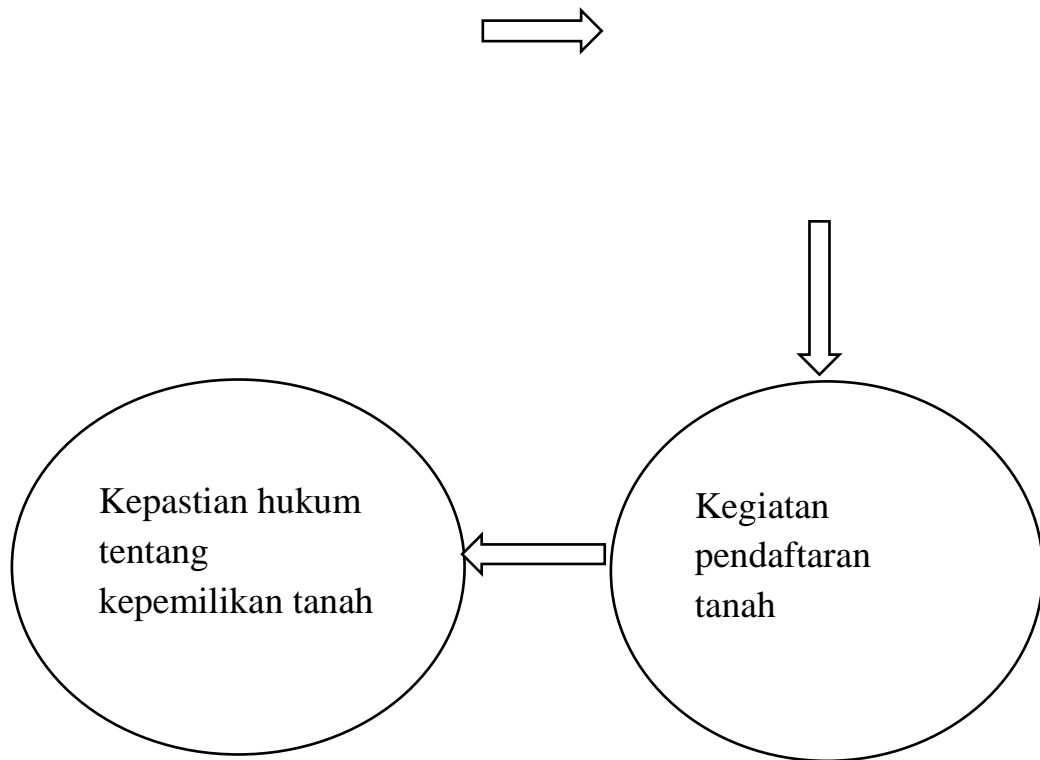 Kepastian hukum
tentang
kepemilikan tanah
Kegiatan
pendaftaran
tanah